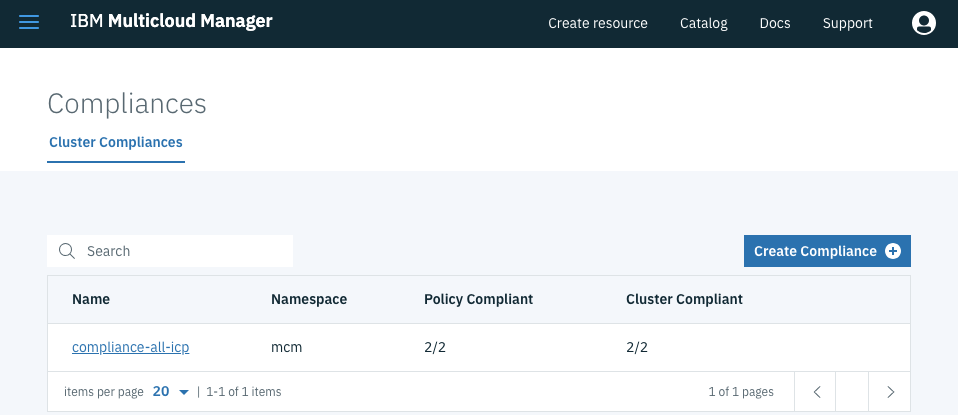 IBM Multicloud Manager Create resource Catalog Docs Support
Compliances
Cluster Compliances
Search Create Compliance
Name Namespace Policy Compliant Cluster Compliant
compliance-all-icp mcm 2/2 2/2
items per page 20 | 1-1 of 1 items 1 of 1 pages